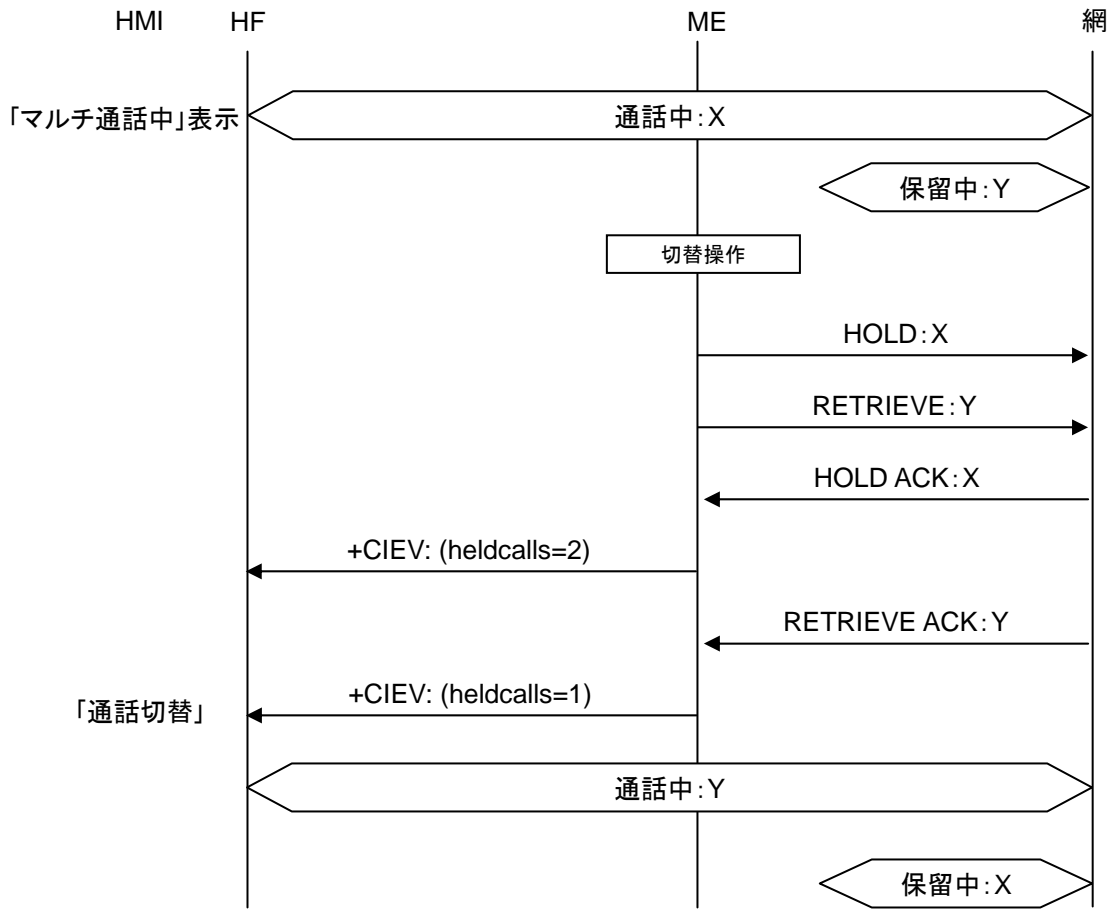 HMI HF ME 網
「マルチ通話中」表示 通話中:X
保留中:Y
切替操作
HOLD:X
RETRIEVE:Y
HOLD ACK:X
+CIEV: (heldcalls=2)
RETRIEVE ACK:Y
「通話切替」 +CIEV: (heldcalls=1)
通話中:Y
保留中:X